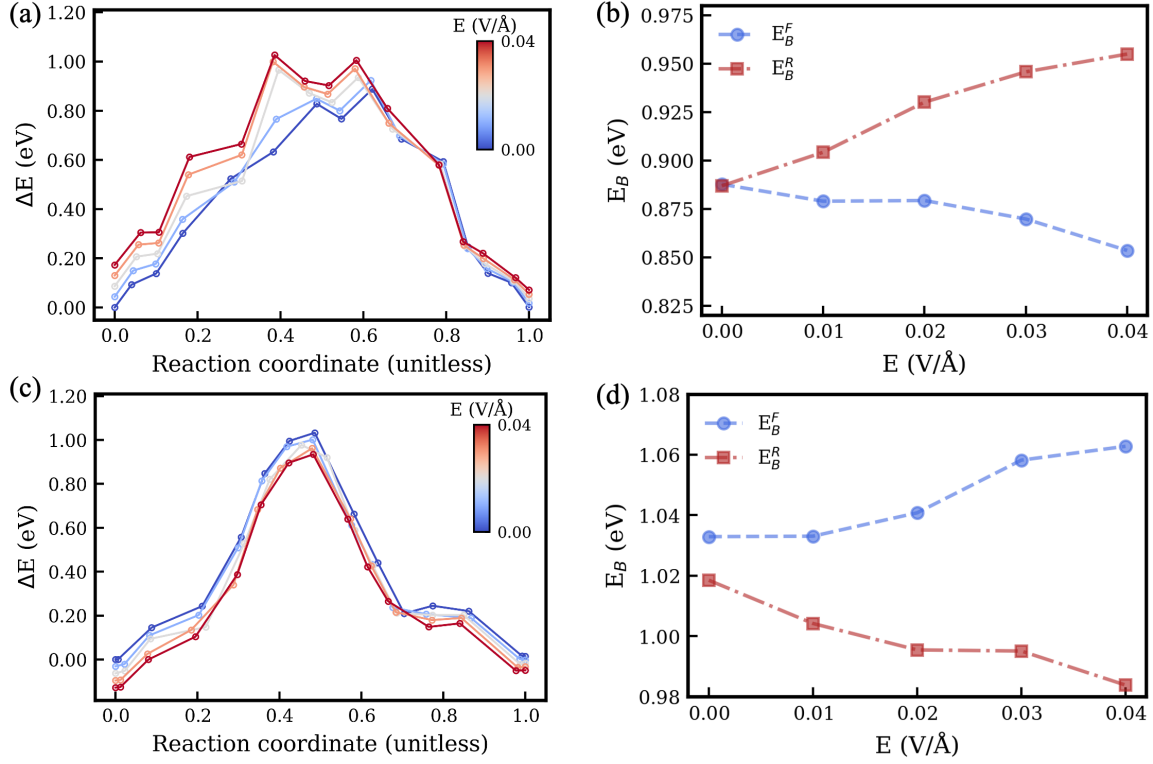 (a)
1.20
1.00
0.80
0.60
0.40
0.20
0.00
ΔE (eV)
E (V/Å)
0.04
0.00
0.0 0.2 0.4 0.6 0.8 1.0
Reaction coordinate (unitless)
(b)
0.975
0.950
0.925
0.900
0.875
0.850
0.825
E_B (eV)
E_B^F
E_B^R
0.00 0.01 0.02 0.03 0.04
E (V/Å)
(c)
1.20
1.00
0.80
0.60
0.40
0.20
0.00
ΔE (eV)
E (V/Å)
0.04
0.00
0.0 0.2 0.4 0.6 0.8 1.0
Reaction coordinate (unitless)
(d)
1.08
1.06
1.04
1.02
1.00
0.98
E_B (eV)
E_B^F
E_B^R
0.00 0.01 0.02 0.03 0.04
E (V/Å)